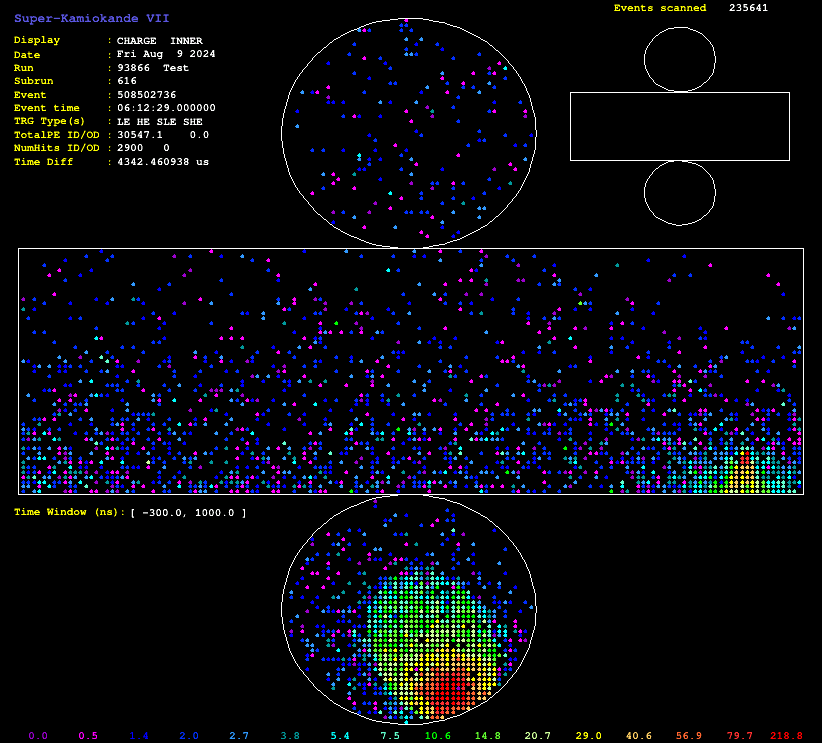 Super-Kamiokande VII
Events scanned 235641
Display : CHARGE INNER
Date : Fri Aug 9 2024
Run : 93866 Test
Subrun : 616
Event : 508502736
Event time : 06:12:29.000000
TRG Type(s) : LE HE SLE SHE
TotalPE ID/OD : 30547.1 0.0
NumHits ID/OD : 2900 0
Time Diff : 4342.460938 us
Time Window (ns): [ -300.0, 1000.0 ]
0.0 0.5 1.4 2.0 2.7 3.8 5.4 7.5 10.6 14.8 20.7 29.0 40.6 56.9 79.7 218.8